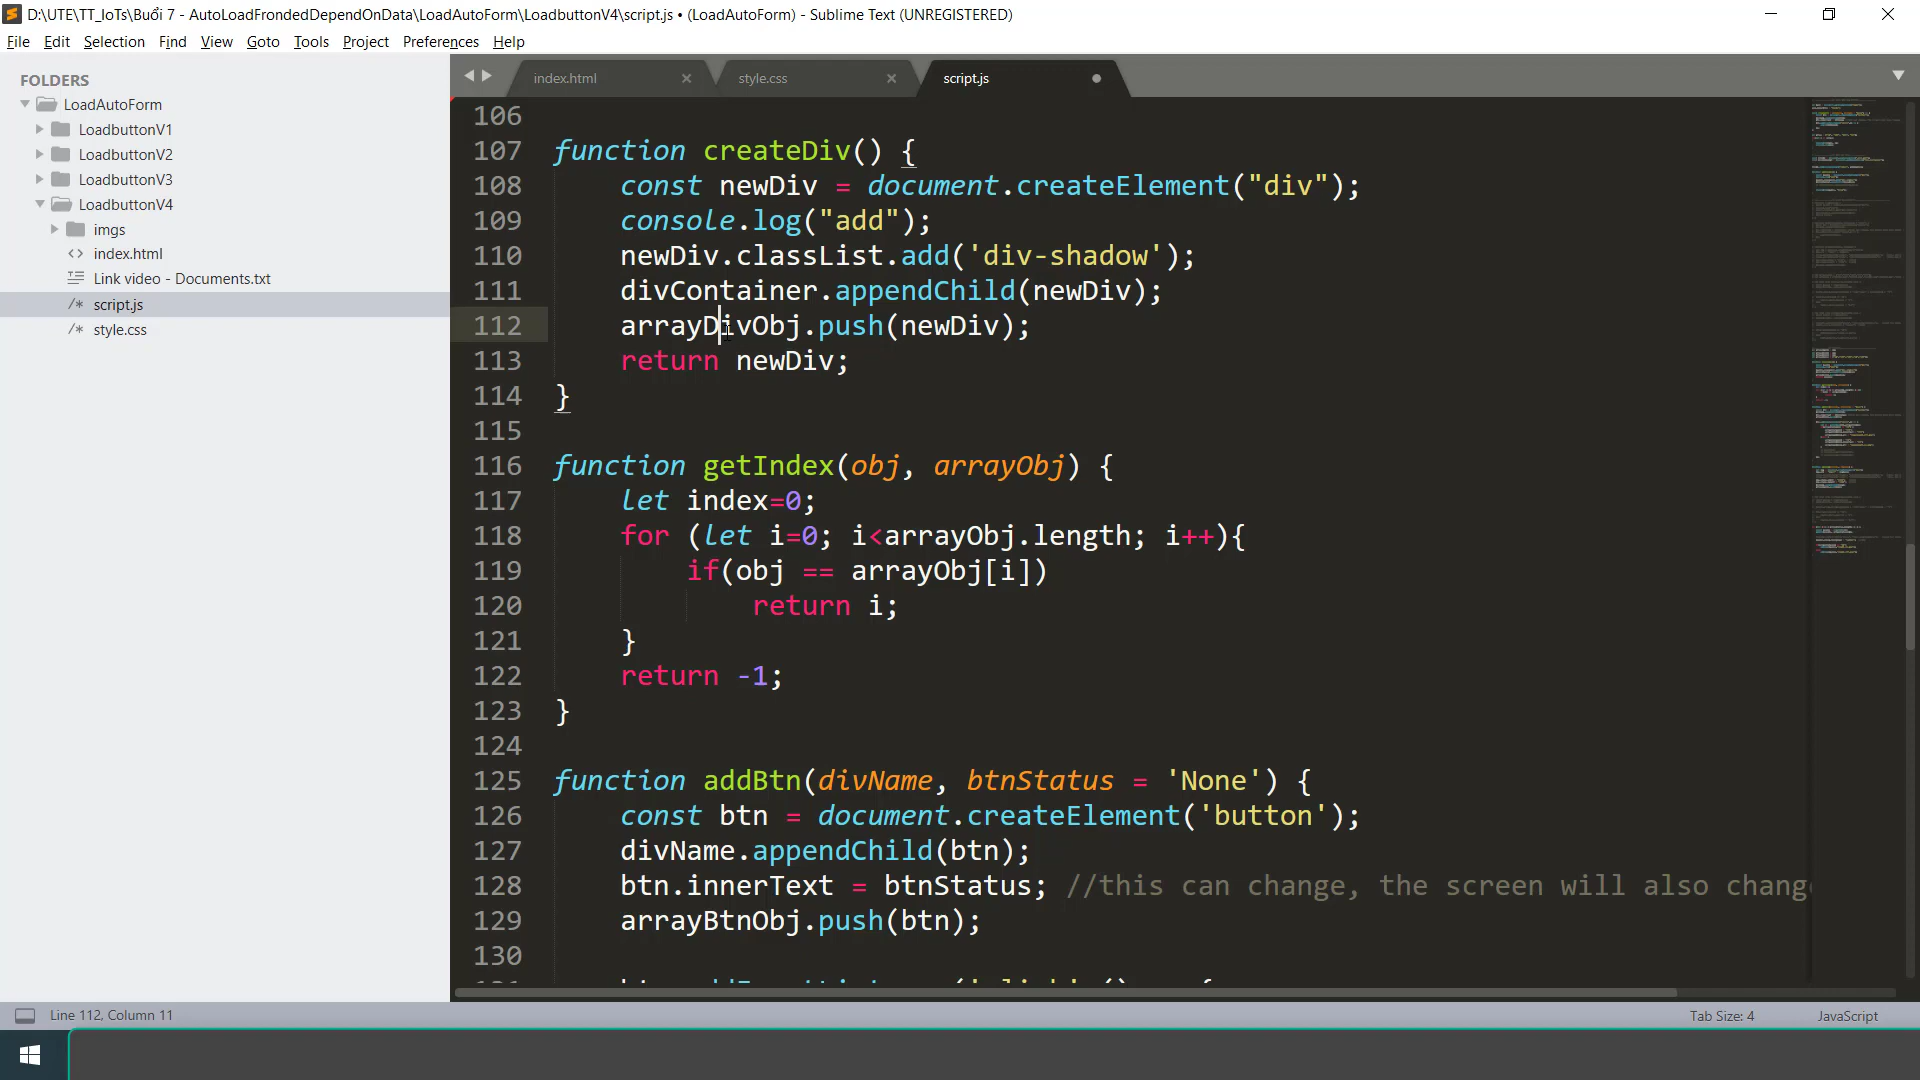 D:\UTE\TT_IoTs\Buổi 7 - AutoLoadFrondedDependOnData\LoadAutoForm\LoadbuttonV4\script.js • (LoadAutoForm) - Sublime Text (UNREGISTERED)
File Edit Selection Find View Goto Tools Project Preferences Help
FOLDERS
LoadAutoForm
LoadbuttonV1
LoadbuttonV2
LoadbuttonV3
LoadbuttonV4
imgs
<> index.html
Link video - Documents.txt
/* script.js
/* style.css
index.html × style.css × script.js
106
107 function createDiv() {
108 const newDiv = document.createElement("div");
109 console.log("add");
110 newDiv.classList.add('div-shadow');
111 divContainer.appendChild(newDiv);
112 arrayDivObj.push(newDiv);
113 return newDiv;
114 }
115
116 function getIndex(obj, arrayObj) {
117 let index=0;
118 for (let i=0; i<arrayObj.length; i++){
119 if(obj == arrayObj[i])
120 return i;
121 }
122 return -1;
123 }
124
125 function addBtn(divName, btnStatus = 'None') {
126 const btn = document.createElement('button');
127 divName.appendChild(btn);
128 btn.innerText = btnStatus; //this can change, the screen will also chang
129 arrayBtnObj.push(btn);
130
Line 112, Column 11
Tab Size: 4
JavaScript